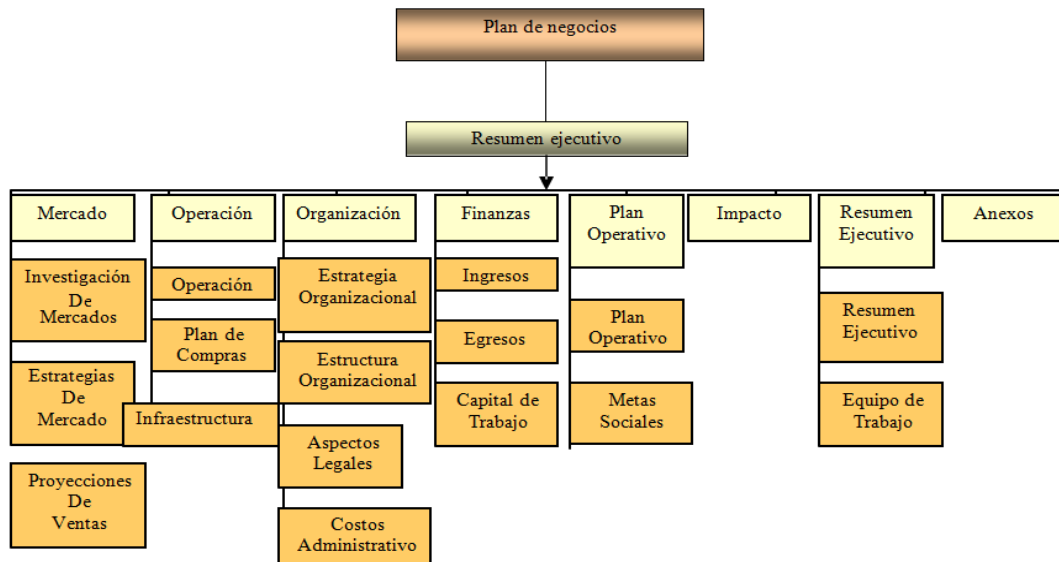 Plan de negocios
Resumen ejecutivo
Mercado
Operación
Organización
Finanzas
Plan
Operativo
Impacto
Resumen
Ejecutivo
Anexos
Investigación
De
Mercados
Estrategias
De
Mercado
Proyecciones
De
Ventas
Operación
Plan de
Compras
Infraestructura
Estrategia
Organizacional
Estructura
Organizacional
Aspectos
Legales
Costos
Administrativo
Ingresos
Egresos
Capital de
Trabajo
Plan
Operativo
Metas
Sociales
Resumen
Ejecutivo
Equipo de
Trabajo